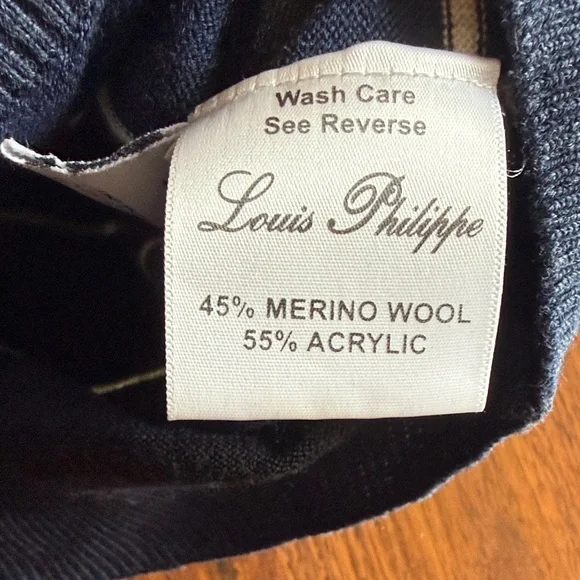 Wash Care
See Reverse
Louis Philippe
45% MERINO WOOL
55% ACRYLIC